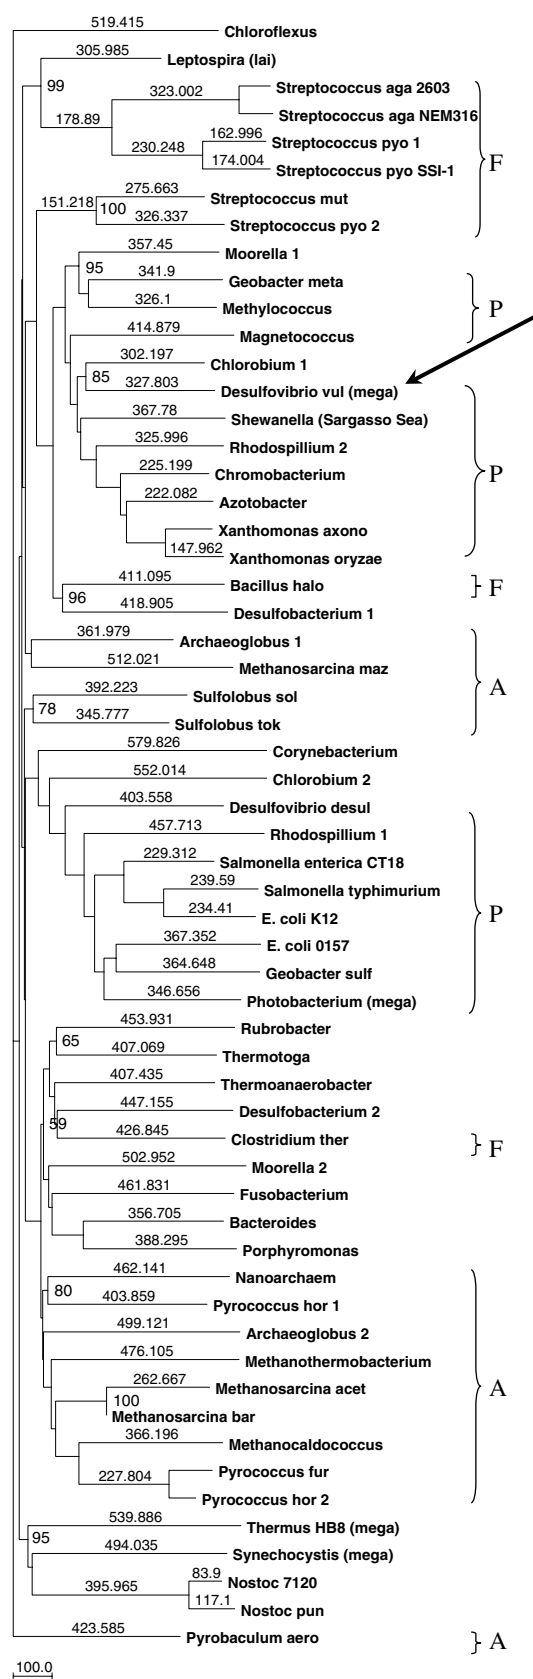 519.415 Chloroflexus
305.985 Leptospira (lai)
99
323.002 Streptococcus aga 2603
178.89 Streptococcus aga NEM316
162.996 Streptococcus pyo 1
230.248 F
174.004 Streptococcus pyo SSI-1
275.663 Streptococcus mut
151.218 100
326.337 Streptococcus pyo 2
357.45 Moorella 1
95
341.9 Geobacter meta
326.1 Methylococcus P
414.879 Magnetococcus
302.197 Chlorobium 1
85
327.803 Desulfovibrio vul (mega)
367.78 Shewanella (Sargasso Sea)
325.996 Rhodospillium 2
225.199 Chromobacterium P
222.082 Azotobacter
Xanthomonas axono
147.962 Xanthomonas oryzae
411.095 Bacillus halo F
96
418.905 Desulfobacterium 1
361.979 Archaeoglobus 1
512.021 Methanosarcina maz
A
392.223 Sulfolobus sol
78
345.777 Sulfolobus tok
579.826 Corynebacterium
552.014 Chlorobium 2
403.558 Desulfovibrio desul
457.713 Rhodospillium 1
229.312 Salmonella enterica CT18
239.59 Salmonella typhimurium
234.41 E. coli K12 P
367.352 E. coli 0157
364.648 Geobacter sulf
346.656 Photobacterium (mega)
453.931 Rubrobacter
65
407.069 Thermotoga
407.435 Thermoanaerobacter
447.155 Desulfobacterium 2
59
426.845 Clostridium ther F
502.952 Moorella 2
461.831 Fusobacterium
356.705 Bacteroides
388.295 Porphyromonas
462.141 Nanoarchaem
80
403.859 Pyrococcus hor 1
499.121 Archaeoglobus 2
476.105 Methanothermobacterium
262.667 Methanosarcina acet A
100
Methanosarcina bar
366.196 Methanocaldococcus
227.804 Pyrococcus fur
Pyrococcus hor 2
539.886 Thermus HB8 (mega)
95
494.035 Synechocystis (mega)
83.9 Nostoc 7120
395.965
117.1 Nostoc pun
423.585 Pyrobaculum aero A
100.0